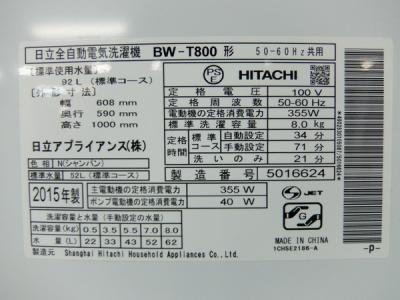 日立全自動電気洗濯機 BW-T800 形 50-60Hz共用
[標準使用水量]
92L (標準コース)
[外形寸法]
幅 608 mm
奥行 590 mm
高さ 1000 mm
日立アプライアンス(株)
PS E HITACHI
定格電圧 100 V
定格周波数 50-60 Hz
電動機の定格消費電力 355W
標準洗濯容量 8.0kg
定格時間 標準コース 自動設定 34 分
手動設定 71 分
洗いのみ 21 分
色相 N(シャンパン)
標準水量 52L (標準コース)
製造番号 5016624
2015年製
主電動機の定格消費電力 355 W
ポンプ電動機の定格消費電力 40 W
JET
洗濯容量と水量 (手動設定の水量)
洗濯容量(kg) 0.5 3.5 5.5 7.0 8.0
水量(L) 22 33 43 52 62
G
MADE IN CHINA
1CH5E2186-A
-P-
製造元 Shanghai Hitachi Household Appliances Co., Ltd.